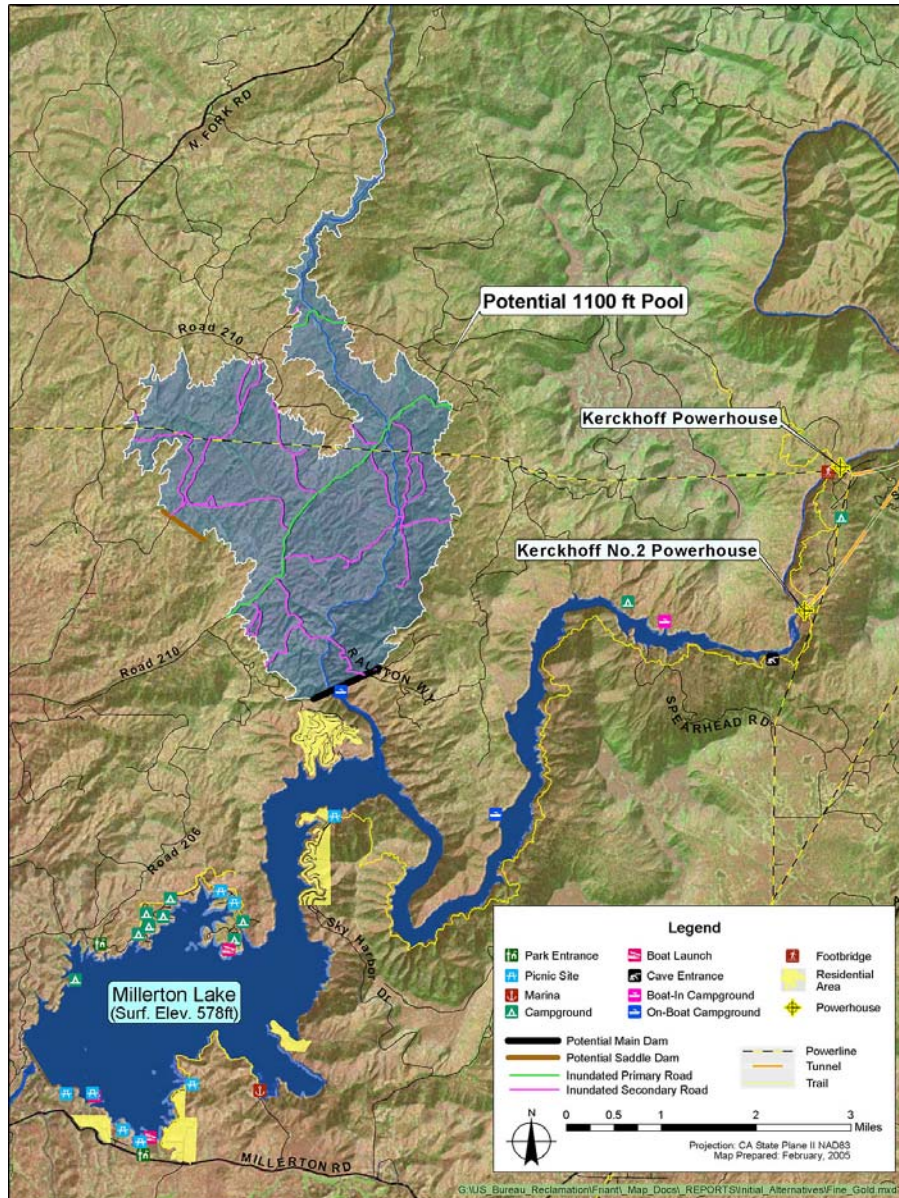 N. FORK RD
Potential 1100 ft Pool
Road 210
Kerckhoff Powerhouse
Kerckhoff No.2 Powerhouse
Road 210
RALSTON WY
SPEARHEAD RD
Road 206
Sky Harbor Dr
Millerton Lake
(Surf. Elev. 578ft)
MILLERTON RD
Legend
Park Entrance
Picnic Site
Marina
Campground
Boat Launch
Cave Entrance
Boat-In Campground
On-Boat Campground
Footbridge
Residential
Area
Powerhouse
Potential Main Dam
Potential Saddle Dam
Inundated Primary Road
Inundated Secondary Road
Powerline
Tunnel
Trail
N
0 0.5 1 2 3
Miles
Projection: CA State Plane II NAD83
Map Prepared: February, 2005
G:\US_Bureau_Reclamation\Friant\_Map_Docs\_REPORTS\Initial_Alternatives\Fine_Gold.mxd